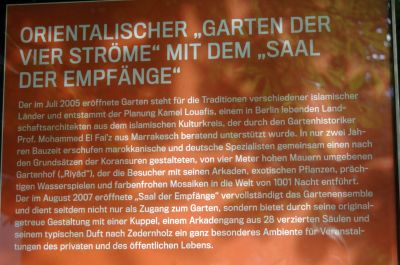 ORIENTALISCHER „GARTEN DER
VIER STRÖME“ MIT DEM „SAAL
DER EMPFÄNGE“
Der im Juli 2005 eröffnete Garten steht für die Traditionen verschiedener islamischer
Länder und entstammt der Planung Kamel Louafis, einem in Berlin lebenden Land-
schaftsarchitekten aus dem islamischen Kulturkreis, der durch den Gartenhistoriker
Prof. Mohammed El Fai'z aus Marrakesch beratend unterstützt wurde. In nur zwei Jah-
ren Bauzeit erschufen marokkanische und deutsche Spezialisten gemeinsam einen nach
den Grundsätzen der Koransuren gestalteten, von vier Meter hohen Mauern umgebenen
Gartenhof („Riyâd“), der die Besucher mit seinen Arkaden, exotischen Pflanzen, präch-
tigen Wasserspielen und farbenfrohen Mosaiken in die Welt von 1001 Nacht entführt.
Der im August 2007 eröffnete „Saal der Empfänge“ vervollständigt das Gartenensemble
und dient seitdem nicht nur als Zugang zum Garten, sondern bietet durch seine original-
getreue Gestaltung mit einer Kuppel, einem Arkadengang aus 28 verzierten Säulen und
seinem typischen Duft nach Zedernholz ein ganz besonderes Ambiente für Veranstal-
tungen des privaten und des öffentlichen Lebens.